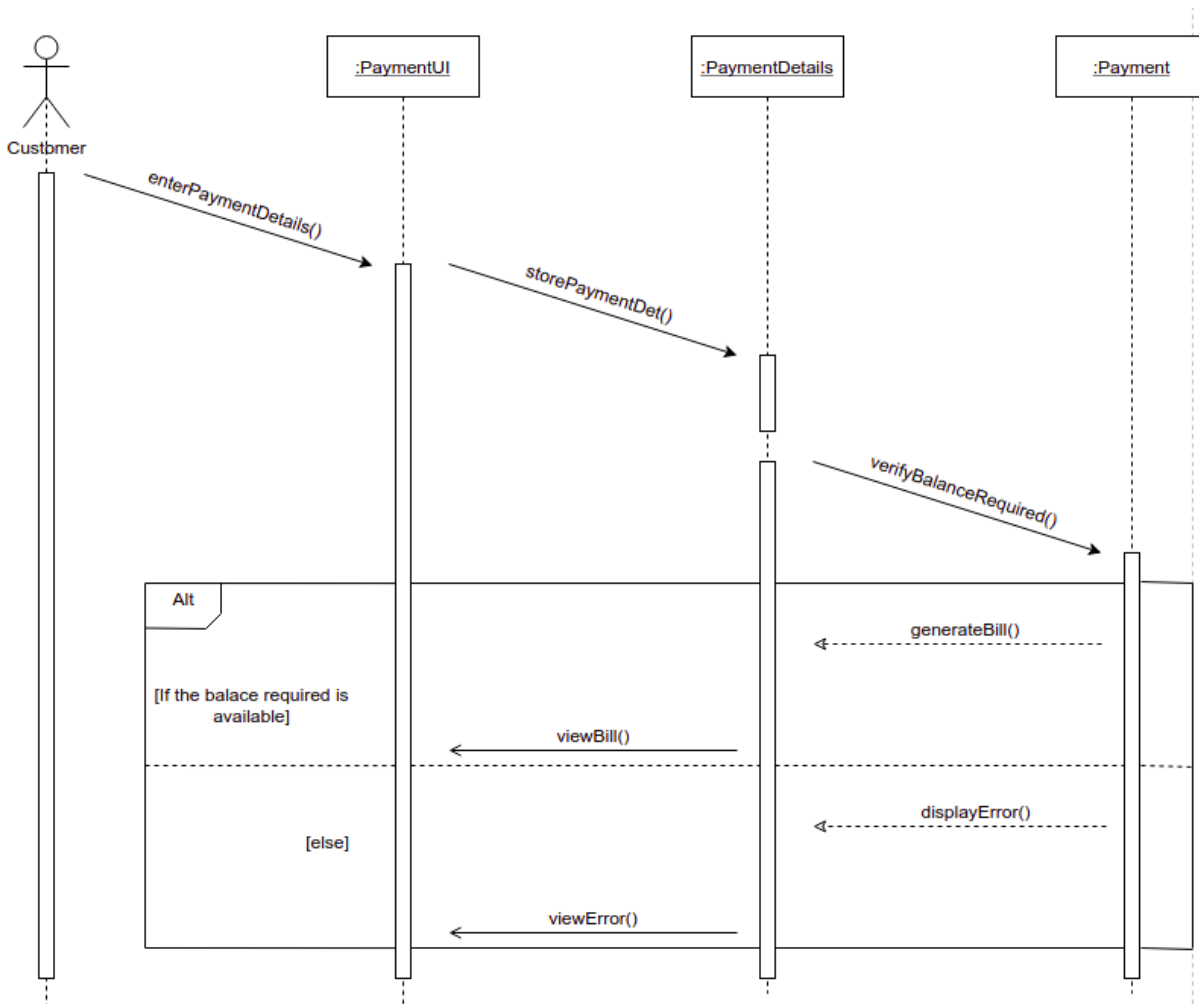 :PaymentUI
:PaymentDetails
:Payment
Customer
enterPaymentDetails()
storePaymentDet()
verifyBalanceRequired()
Alt
generateBill()
[If the balace required is
available]
viewBill()
displayError()
[else]
viewError()